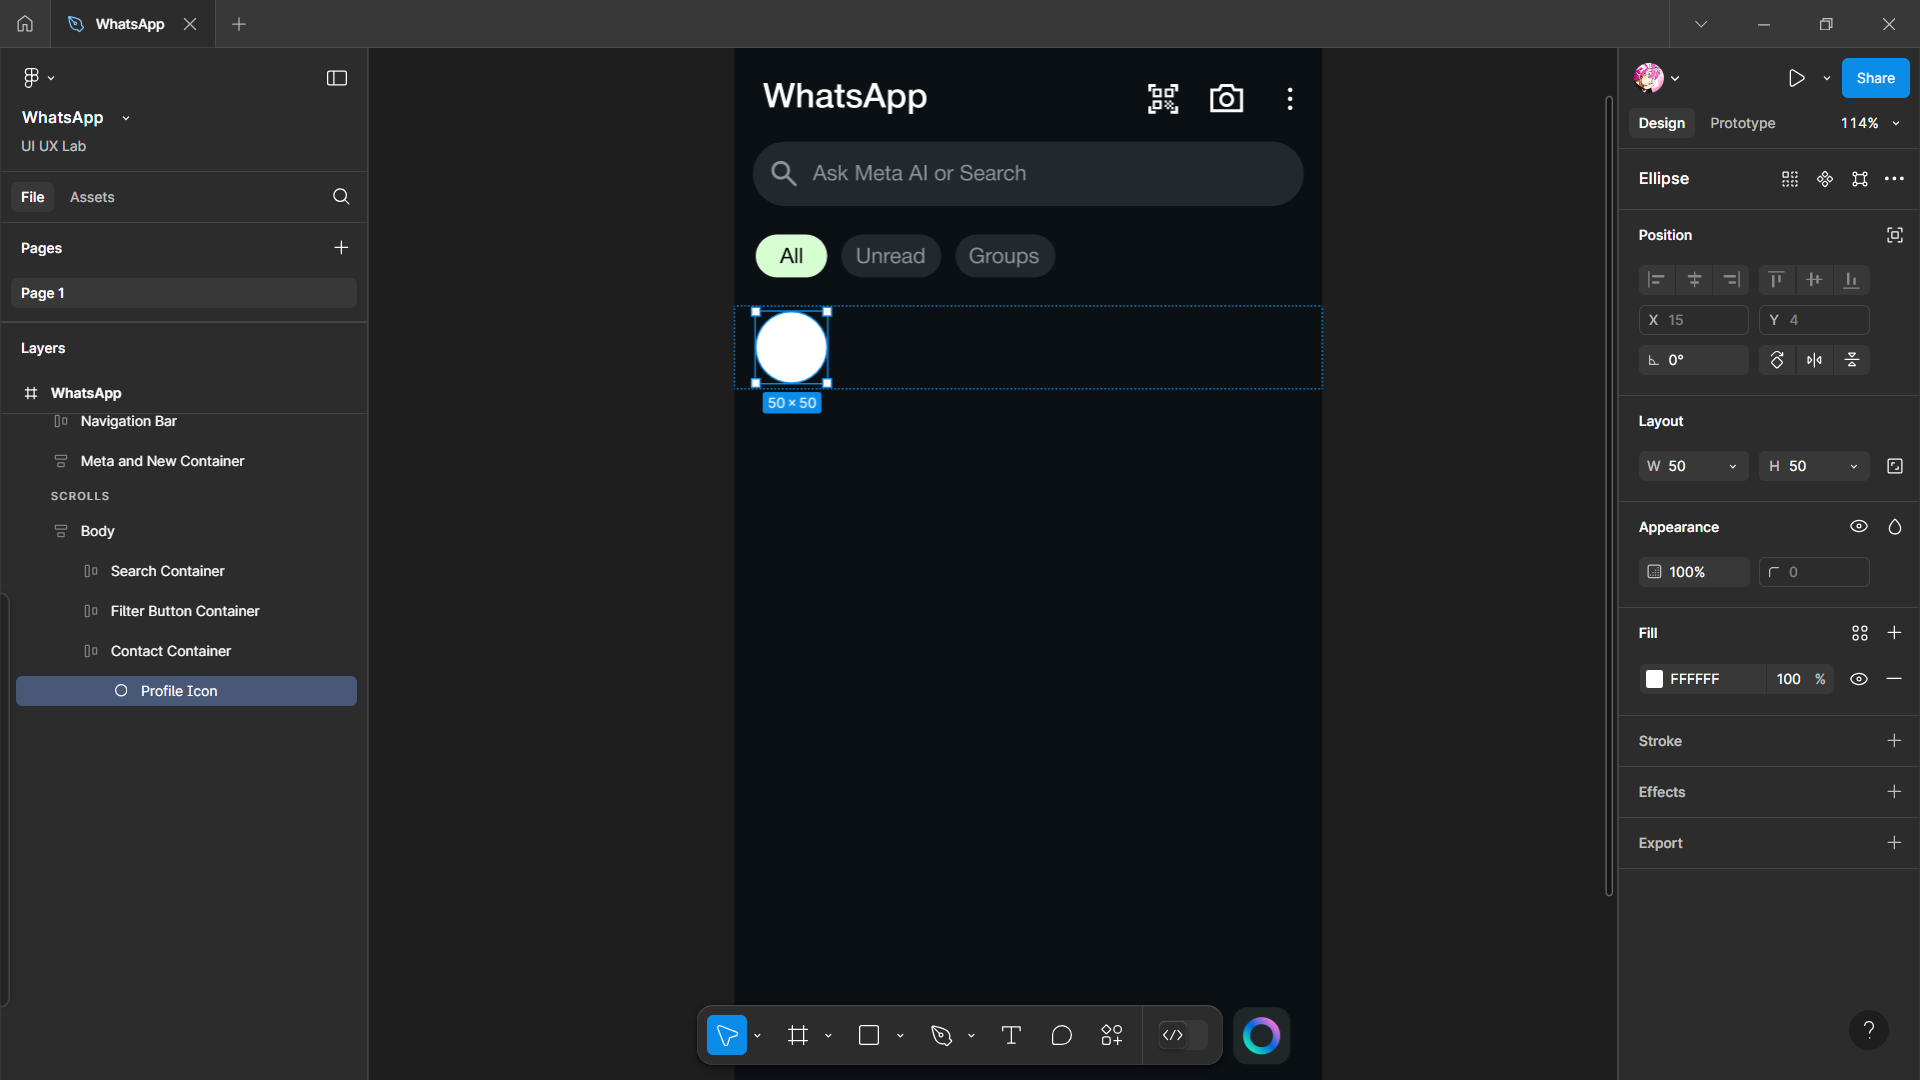 WhatsApp
WhatsApp
UI UX Lab
File Assets
Pages
Page 1
Layers
WhatsApp
Navigation Bar
Meta and New Container
SCROLLS
Body
Search Container
Filter Button Container
Contact Container
Profile Icon
WhatsApp
Ask Meta AI or Search
All Unread Groups
50 × 50
Share
Design Prototype 114%
Ellipse
Position
X 15 Y 4
0°
Layout
W 50 H 50
Appearance
100% 0
Fill
FFFFFF 100 %
Stroke
Effects
Export
?